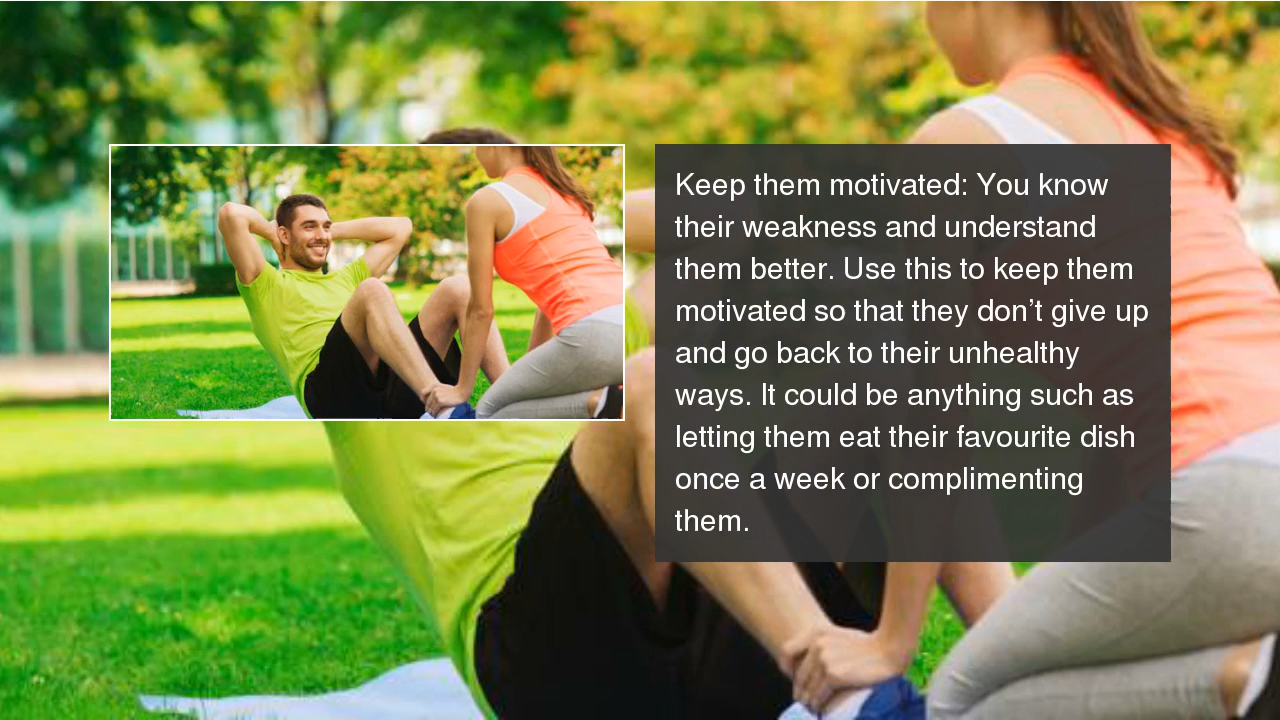 Keep them motivated: You know
their weakness and understand
them better. Use this to keep them
motivated so that they don’t give up
and go back to their unhealthy
ways. It could be anything such as
letting them eat their favourite dish
once a week or complimenting
them.